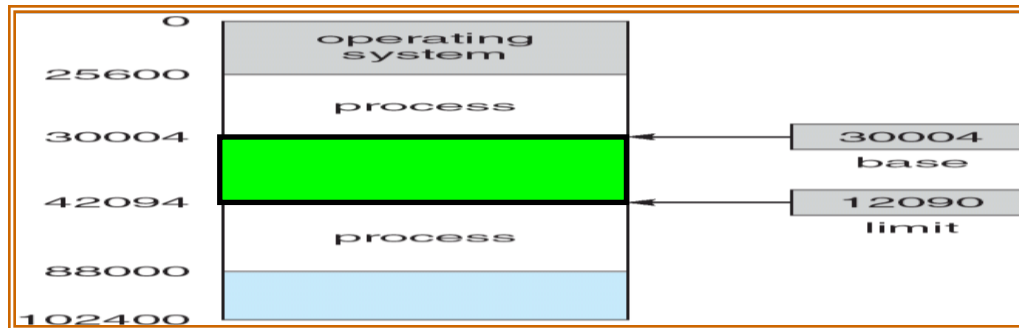 0
operating
system
25600
process
30004
30004
base
42094
12090
limit
process
88000
102400